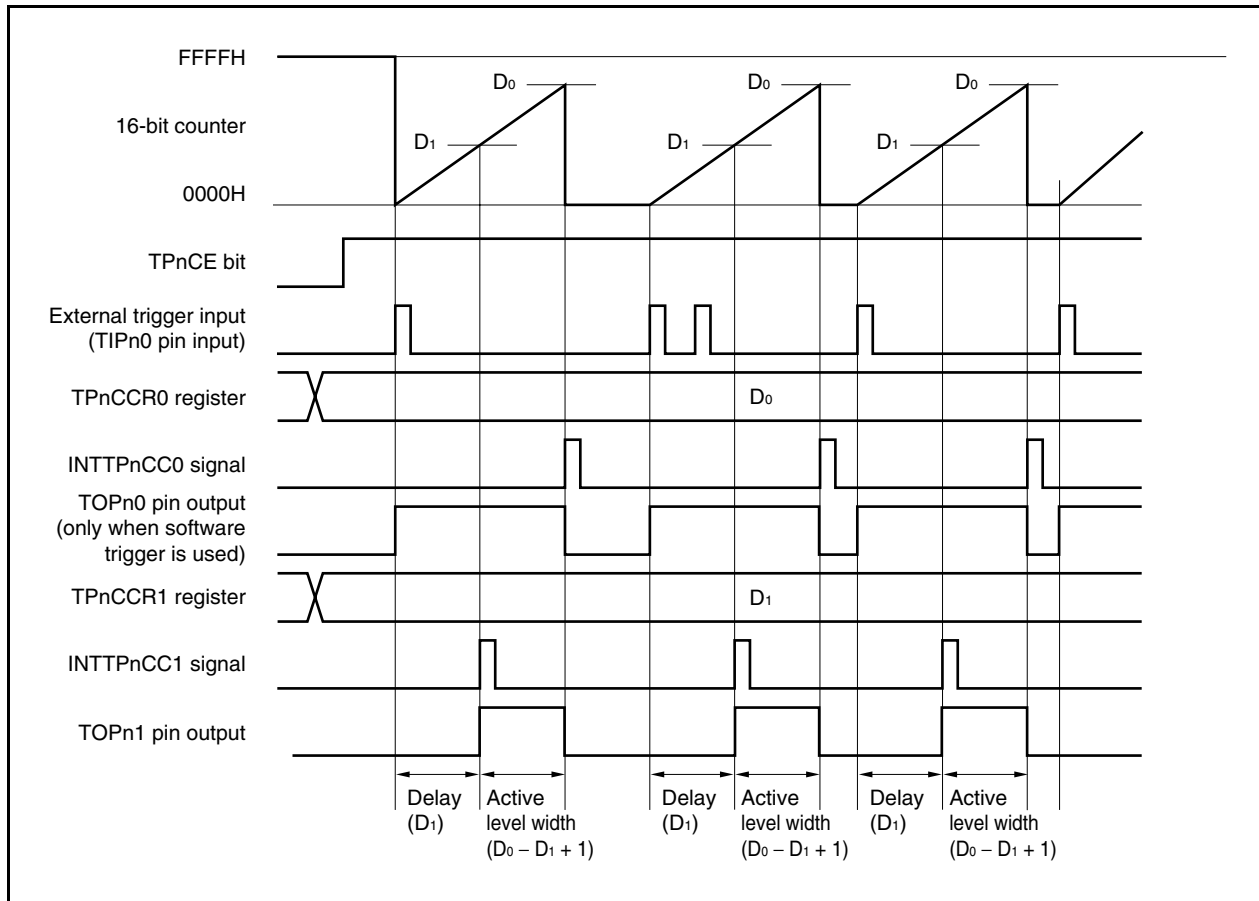 FFFFH
D0
D0
D0
16-bit counter
D1
D1
D1
0000H
TPnCE bit
External trigger input
(TIPn0 pin input)
TPnCCR0 register
D0
INTTPnCC0 signal
TOPn0 pin output
(only when software
trigger is used)
TPnCCR1 register
D1
INTTPnCC1 signal
TOPn1 pin output
Delay
(D1)
Active
level width
(D0 – D1 + 1)
Delay
(D1)
Active
level width
(D0 – D1 + 1)
Delay
(D1)
Active
level width
(D0 – D1 + 1)